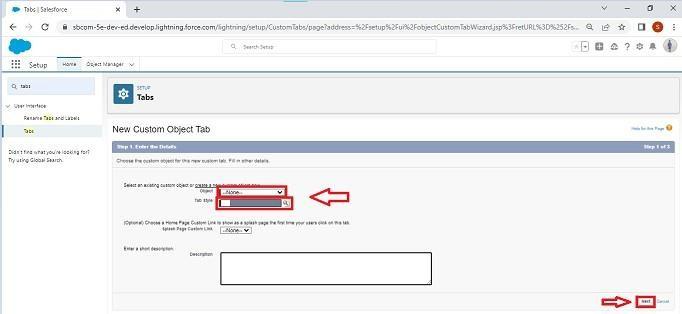 Tabs | Salesforce
sbcom-5e-dev-ed.develop.lightning.force.com/lightning/setup/CustomTabs/page?address=%2Fsetup%2Fui%2FobjectCustomTabWizard.jsp%3FretURL%3D%252Fs...
Search Setup
Setup
Home
Object Manager
tabs
User Interface
Rename Tabs and Labels
Tabs
Didn't find what you're looking for?
Try using Global Search.
SETUP
Tabs
New Custom Object Tab
Help for this Page
Step 1. Enter the Details
Step 1 of 3
Choose the custom object for this new custom tab. Fill in other details.
Select an existing custom object or create a new custom object now.
Object
--None--
Tab Style
(Optional) Choose a Home Page Custom Link to show as a splash page the first time your users click on this tab.
Splash Page Custom Link
--None--
Enter a short description.
Description
Next
Cancel